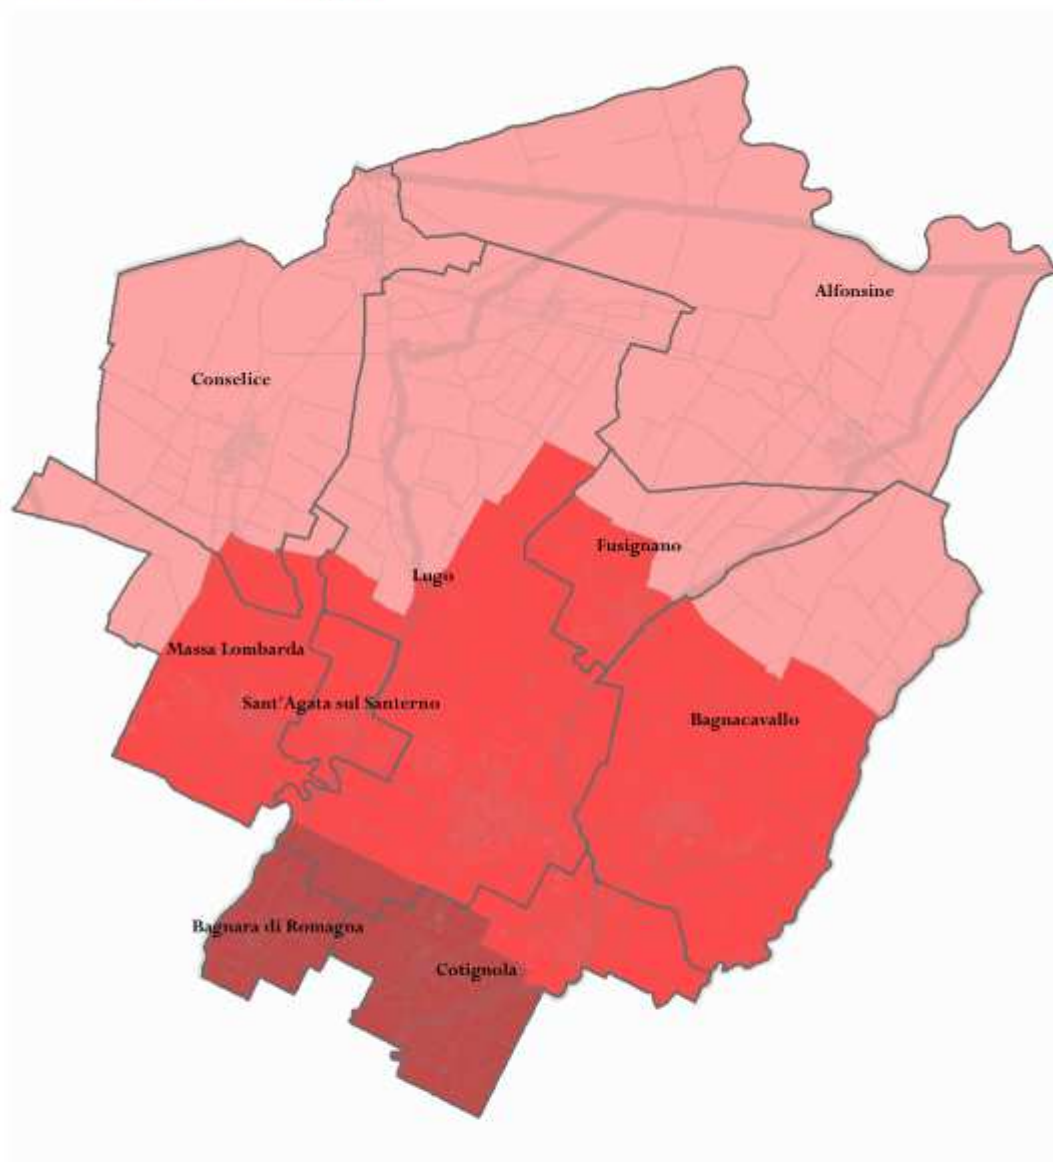 Alfonsine
Conselice
Fusignano
Lugo
Massa Lombarda
Sant'Agata sul Santerno
Bagnacavallo
Bagnara di Romagna
Cotignola